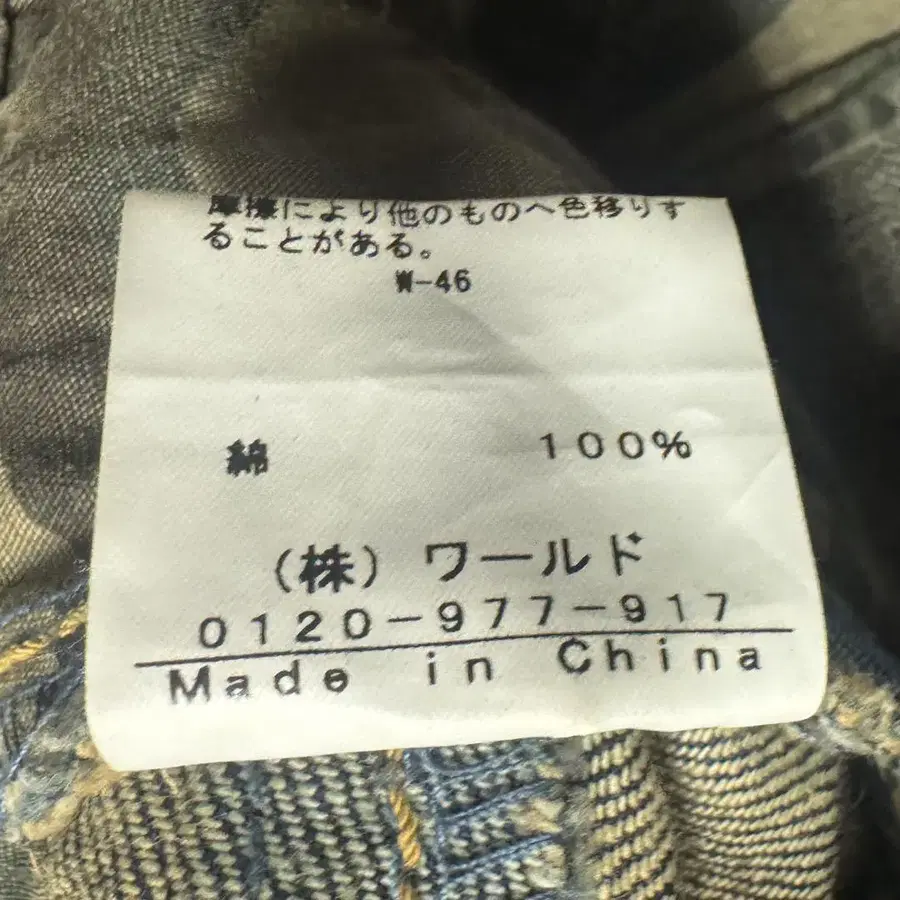 摩擦により他のものへ色移りす
ることがある。
W-46
綿 100%
(株) ワールド
0120-977-917
Made in China